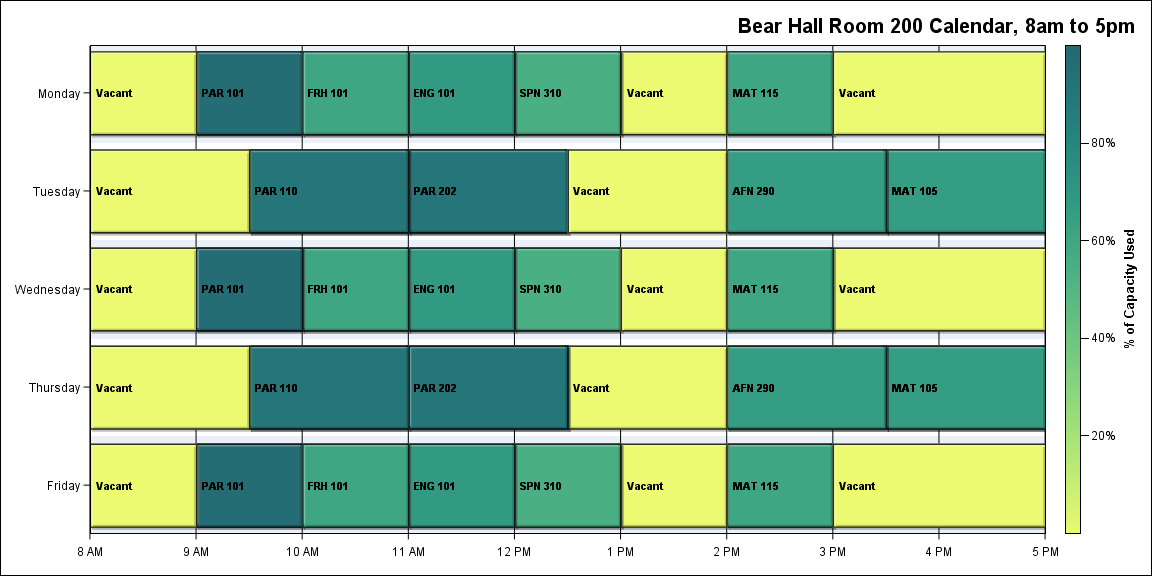 Bear Hall Room 200 Calendar, 8am to 5pm
Monday
Vacant
PAR 101
FRH 101
ENG 101
SPN 310
Vacant
MAT 115
Vacant
Tuesday
Vacant
PAR 110
PAR 202
Vacant
AFN 290
MAT 105
Wednesday
Vacant
PAR 101
FRH 101
ENG 101
SPN 310
Vacant
MAT 115
Vacant
Thursday
Vacant
PAR 110
PAR 202
Vacant
AFN 290
MAT 105
Friday
Vacant
PAR 101
FRH 101
ENG 101
SPN 310
Vacant
MAT 115
Vacant
8 AM
9 AM
10 AM
11 AM
12 PM
1 PM
2 PM
3 PM
4 PM
5 PM
80%
60%
40%
20%
% of Capacity Used